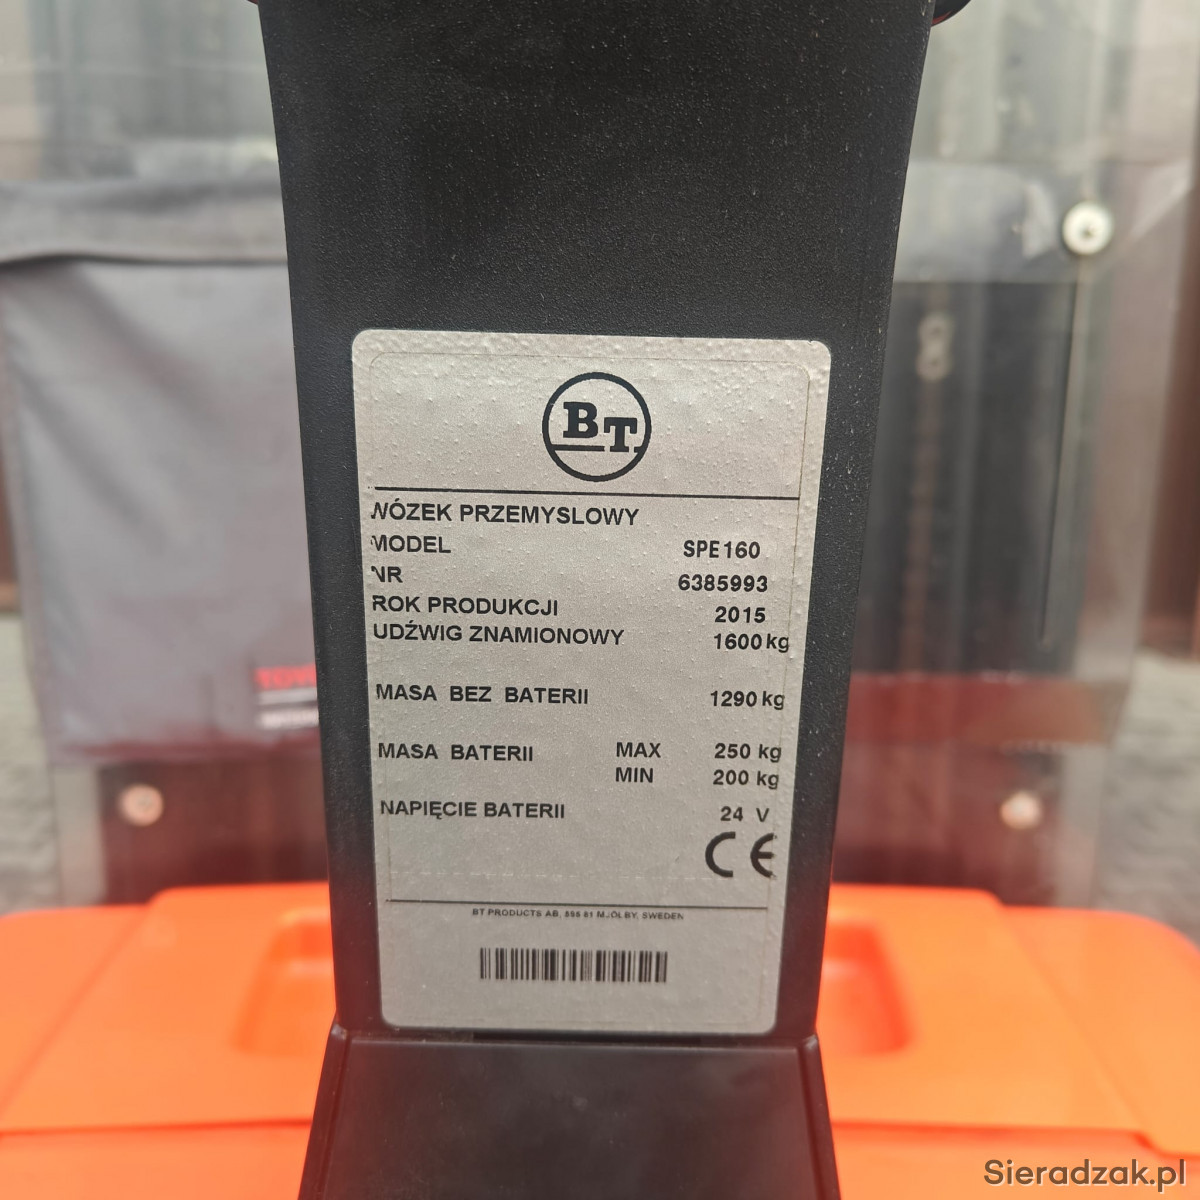 BT
WÓZEK PRZEMYSLOWY
MODEL SPE160
NR 6385993
ROK PRODUKCJI 2015
UDŹWIG ZNAMIONOWY 1600 kg
MASA BEZ BATERII 1290 kg
MASA BATERII MAX 250 kg
MIN 200 kg
NAPIĘCIE BATERII 24 V
CE
BT PRODUCTS AB, MJÖLBY, SWEDEN
Sieradzak.pl